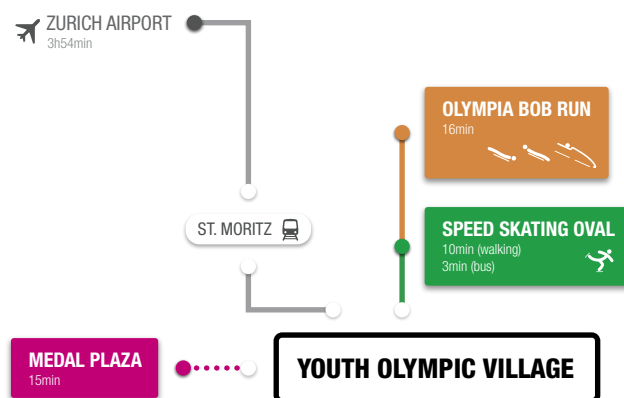 ZURICH AIRPORT
3h54min
OLYMPIA BOB RUN
16min
ST. MORITZ
SPEED SKATING OVAL
10min (walking)
3min (bus)
MEDAL PLAZA
15min
YOUTH OLYMPIC VILLAGE